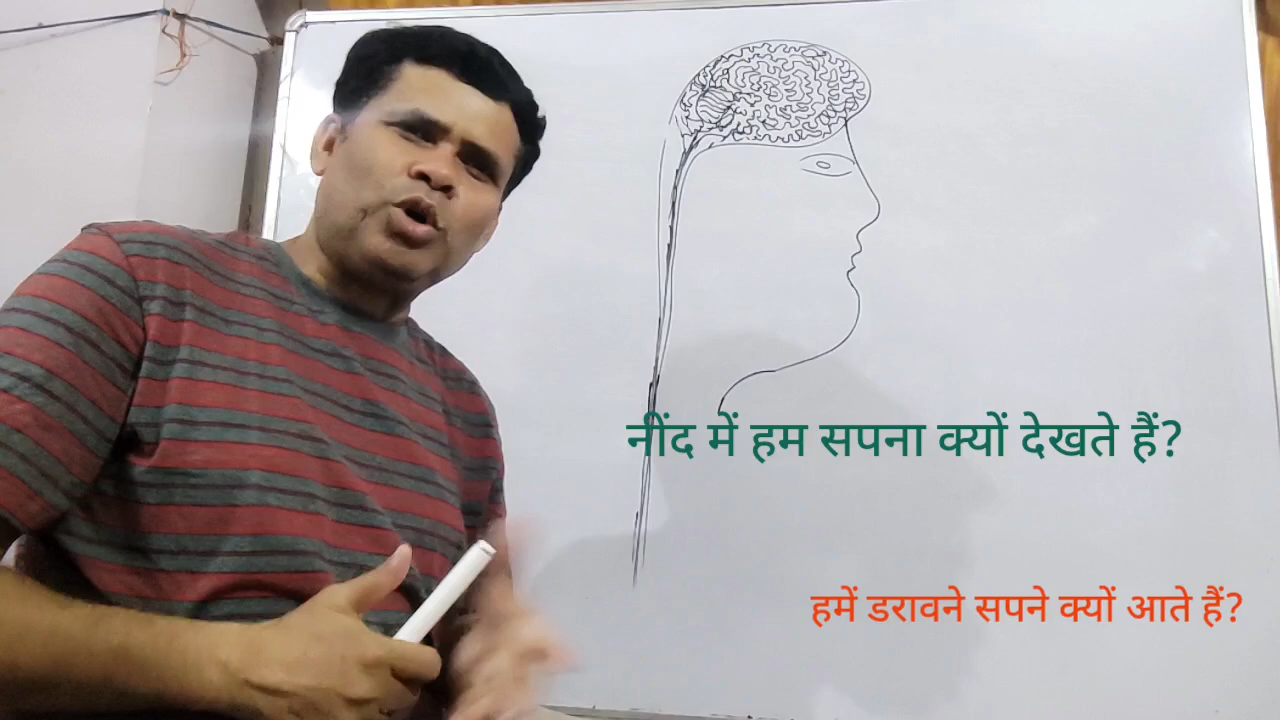 नींद में हम सपना क्यों देखते हैं?
हमें डरावने सपने क्यों आते हैं?